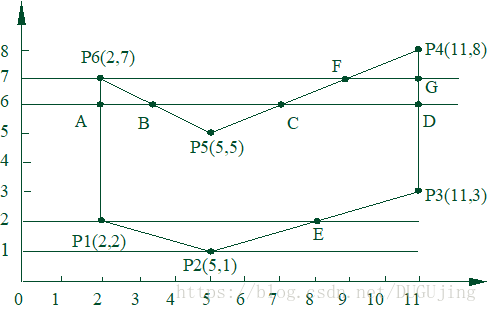 8
P6(2,7)
F
P4(11,8)
7
G
6
A
B
C
D
5
P5(5,5)
4
3
P3(11,3)
2
P1(2,2)
E
1
P2(5,1)
0 1 2 3 4 5 6 7 8 9 10 11
https://blog.csdn.net/DUGUjing